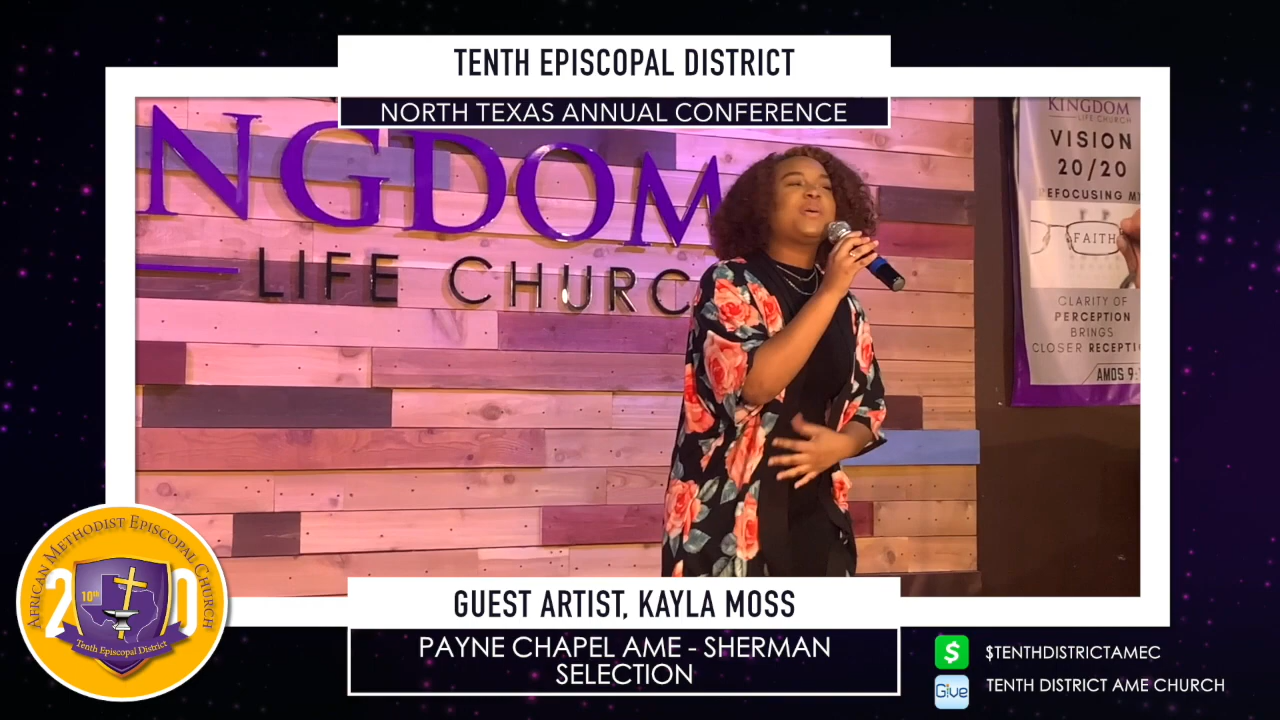 TENTH EPISCOPAL DISTRICT
NORTH TEXAS ANNUAL CONFERENCE
NGDOM
LIFE CHURC
KINGDOM
LIFE CHURCH
VISION
20/20
REFOCUSING MY
FAITH
CLARITY OF
PERCEPTION
BRINGS
CLOSER RECEPTI
AMOS 9:
AFRICAN METHODIST EPISCOPAL CHURCH
2 0
10th
Tenth Episcopal District
GUEST ARTIST, KAYLA MOSS
PAYNE CHAPEL AME - SHERMAN
SELECTION
$
$TENTHDISTRICTAMEC
Give
TENTH DISTRICT AME CHURCH